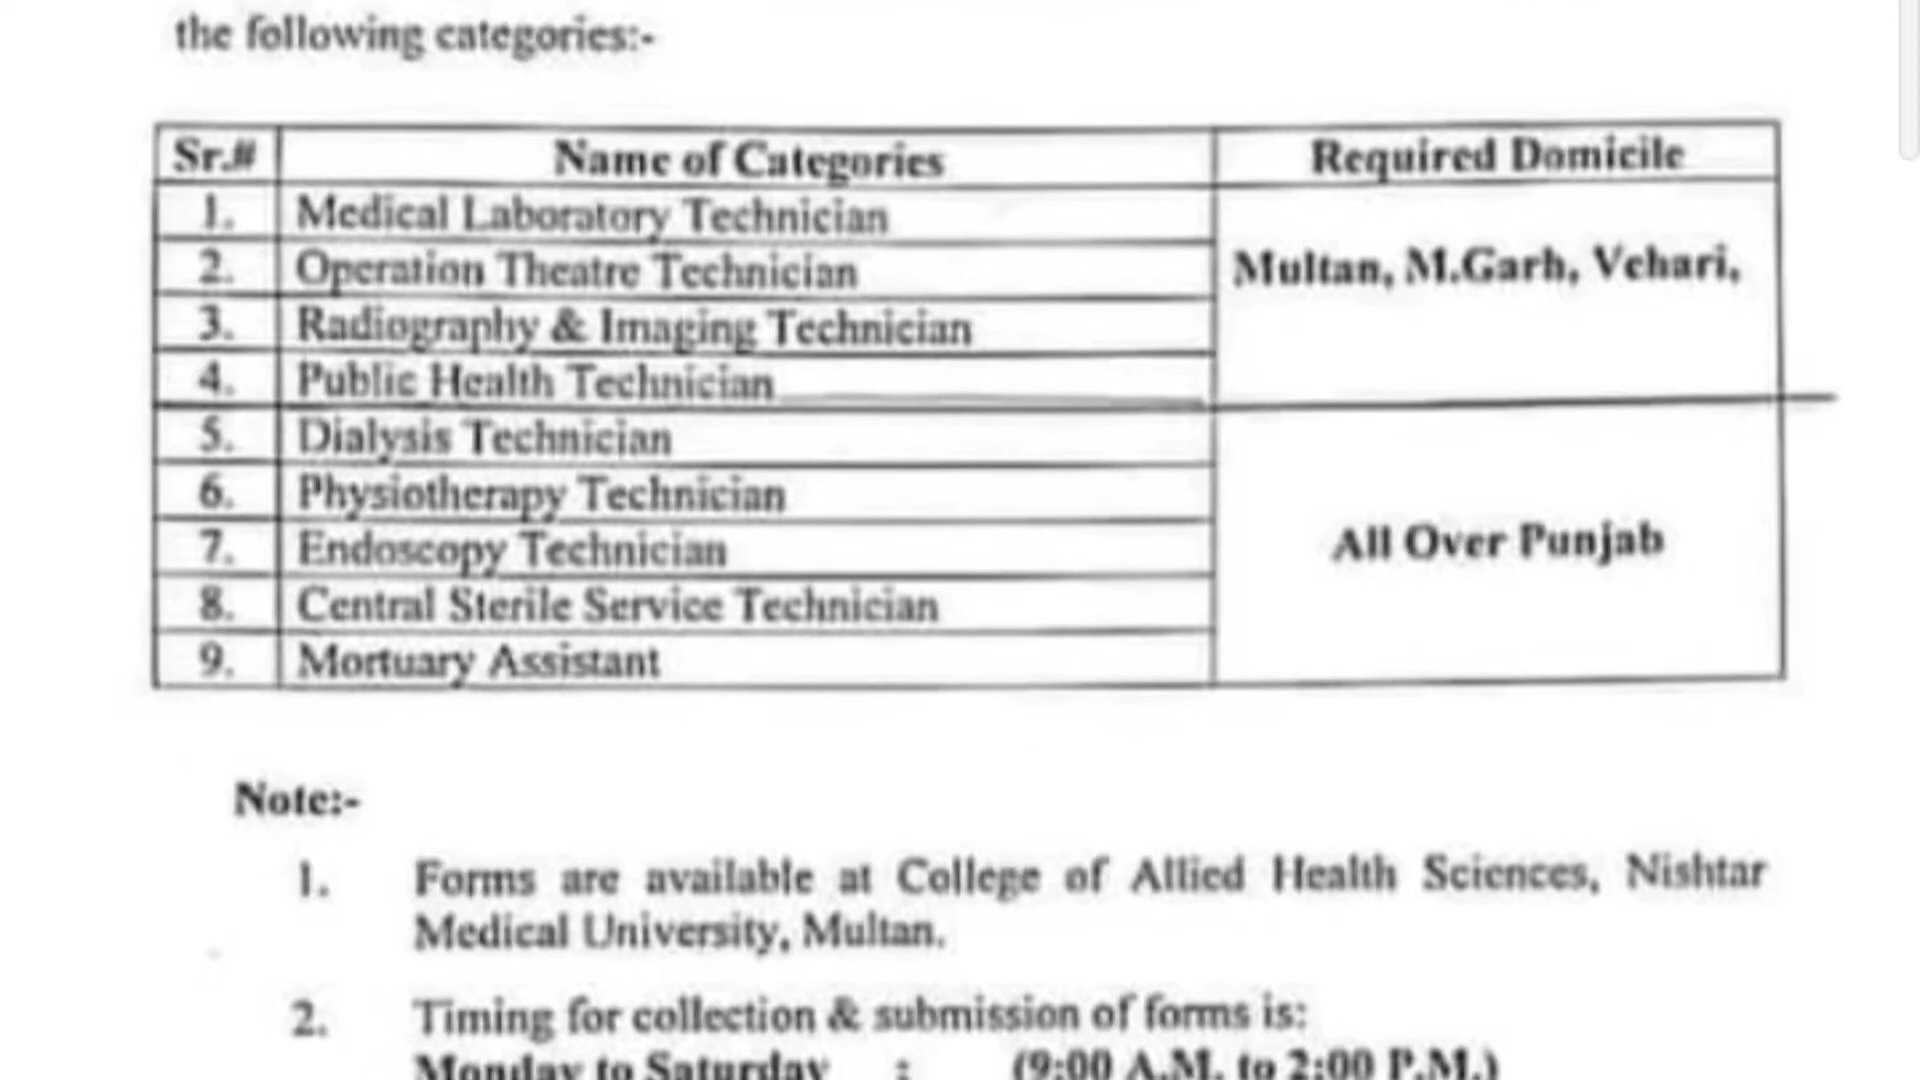 the following categories:-
Sr.# Name of Categories Required Domicile
1. Medical Laboratory Technician
2. Operation Theatre Technician
Multan, M.Garh, Vehari,
3. Radiography & Imaging Technician
4. Public Health Technician
5. Dialysis Technician
6. Physiotherapy Technician
7. Endoscopy Technician
All Over Punjab
8. Central Sterile Service Technician
9. Mortuary Assistant
Note:-
1. Forms are available at College of Allied Health Sciences, Nishtar
Medical University, Multan.
2. Timing for collection & submission of forms is:
Monday to Saturday : (9:00 A.M. to 2:00 P.M.)